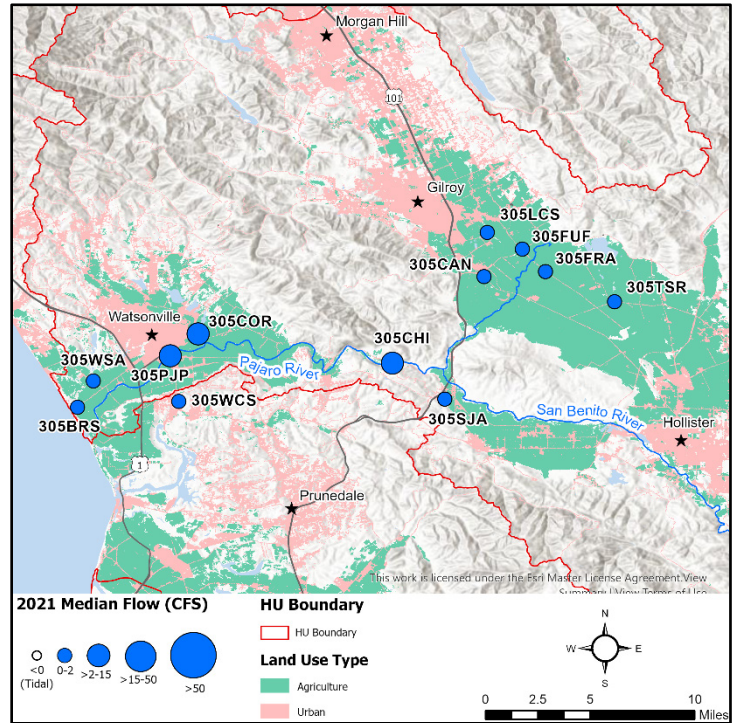 Morgan Hill
101
Gilroy
305LCS
305FUF
305CAN
305FRA
305TSR
Watsonville
305COR
305CHI
305WSA
305PJP
Pajaro River
305WCS
305BRS
305SJA
San Benito River
Hollister
1
Prunedale
This work is licensed under the Esri Master License Agreement.View
Summary | View Terms of Use
2021 Median Flow (CFS)
<0
(Tidal)
0-2
>2-15
>15-50
>50
HU Boundary
HU Boundary
Land Use Type
Agriculture
Urban
N
W
E
S
0 2.5 5 10
Miles